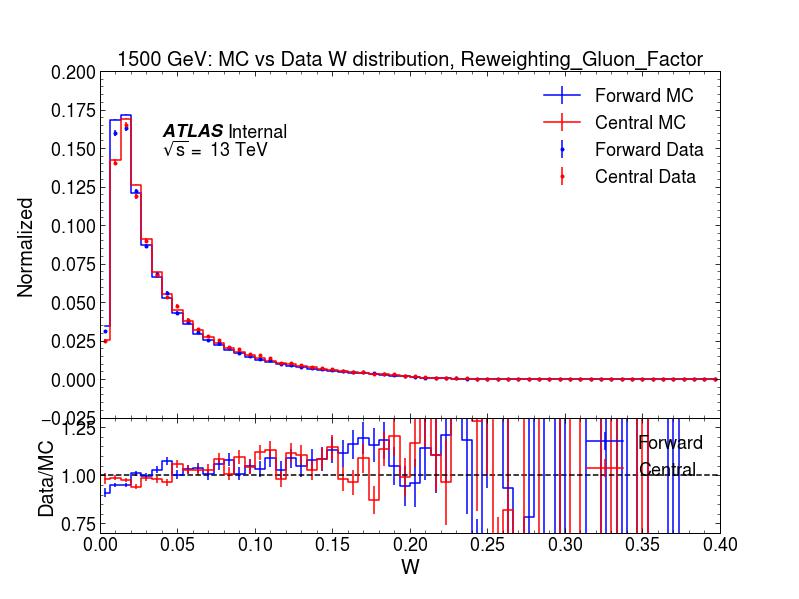 1500 GeV: MC vs Data W distribution, Reweighting_Gluon_Factor
0.200
0.175
0.150
0.125
0.100
0.075
0.050
0.025
0.000
−0.025
Normalized
ATLAS Internal
√s = 13 TeV
Forward MC
Central MC
Forward Data
Central Data
1.25
1.00
0.75
Data/MC
Forward
Central
0.00 0.05 0.10 0.15 0.20 0.25 0.30 0.35 0.40
W